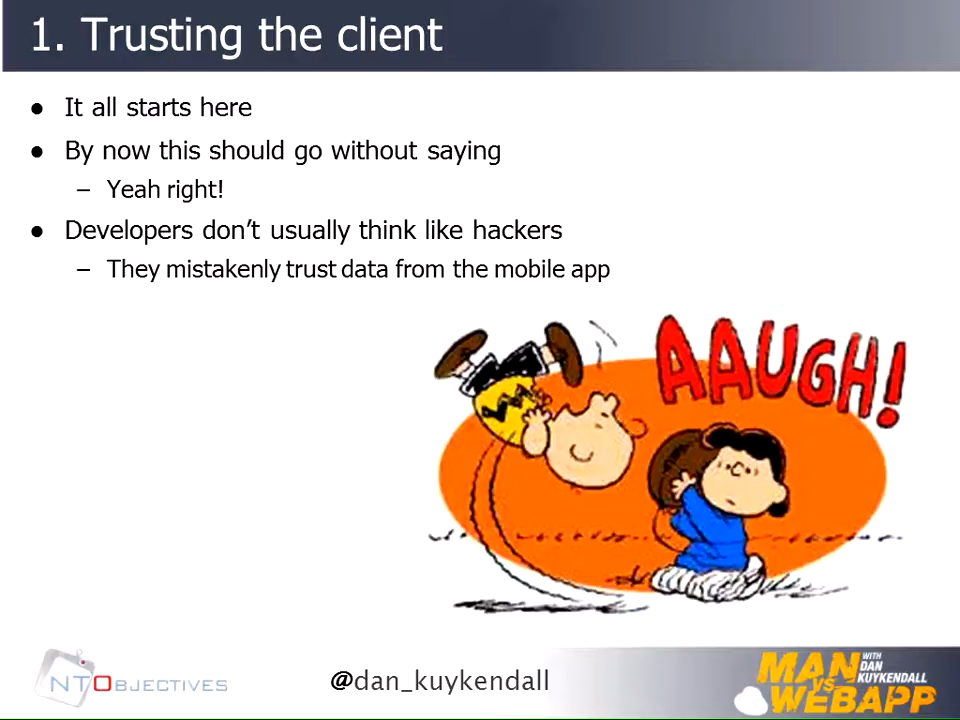 1. Trusting the client
● It all starts here
● By now this should go without saying
– Yeah right!
● Developers don’t usually think like hackers
– They mistakenly trust data from the mobile app
AAUGH!
NTOBJECTIVES
@dan_kuykendall
MAN VS WEBAPP
WITH
DAN
KUYKENDALL